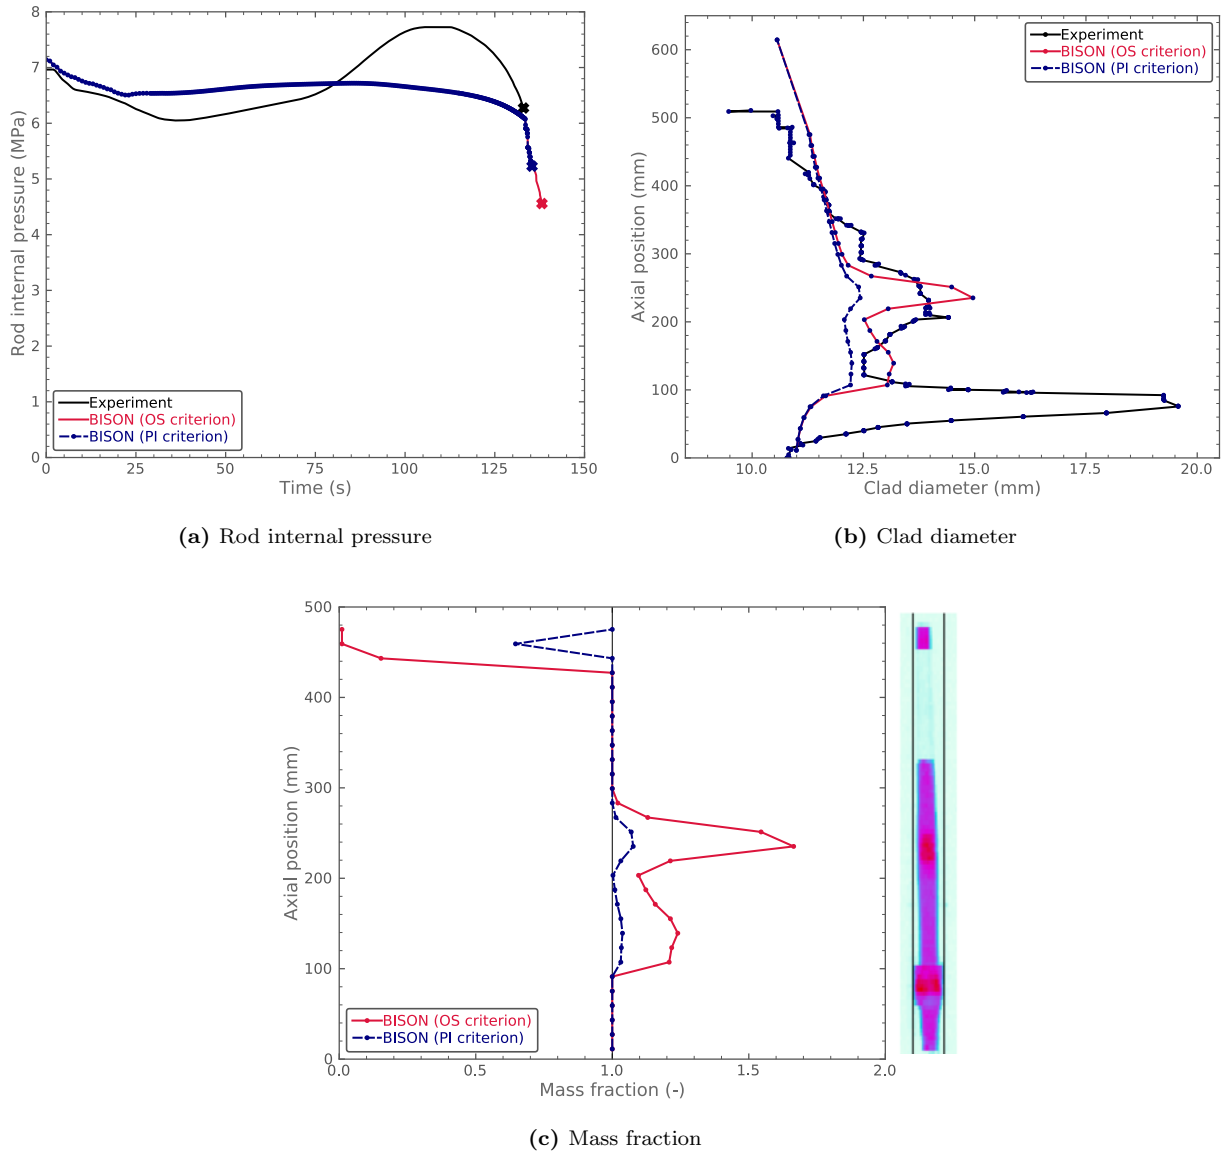 8
7
6
5
4
3
2
1
0
Rod internal pressure (MPa)
Experiment
BISON (OS criterion)
BISON (PI criterion)
0 25 50 75 100 125 150
Time (s)
(a) Rod internal pressure
600
500
400
300
200
100
0
Axial position (mm)
Experiment
BISON (OS criterion)
BISON (PI criterion)
10.0 12.5 15.0 17.5 20.0
Clad diameter (mm)
(b) Clad diameter
500
400
300
200
100
0
Axial position (mm)
BISON (OS criterion)
BISON (PI criterion)
0.0 0.5 1.0 1.5 2.0
Mass fraction (-)
(c) Mass fraction